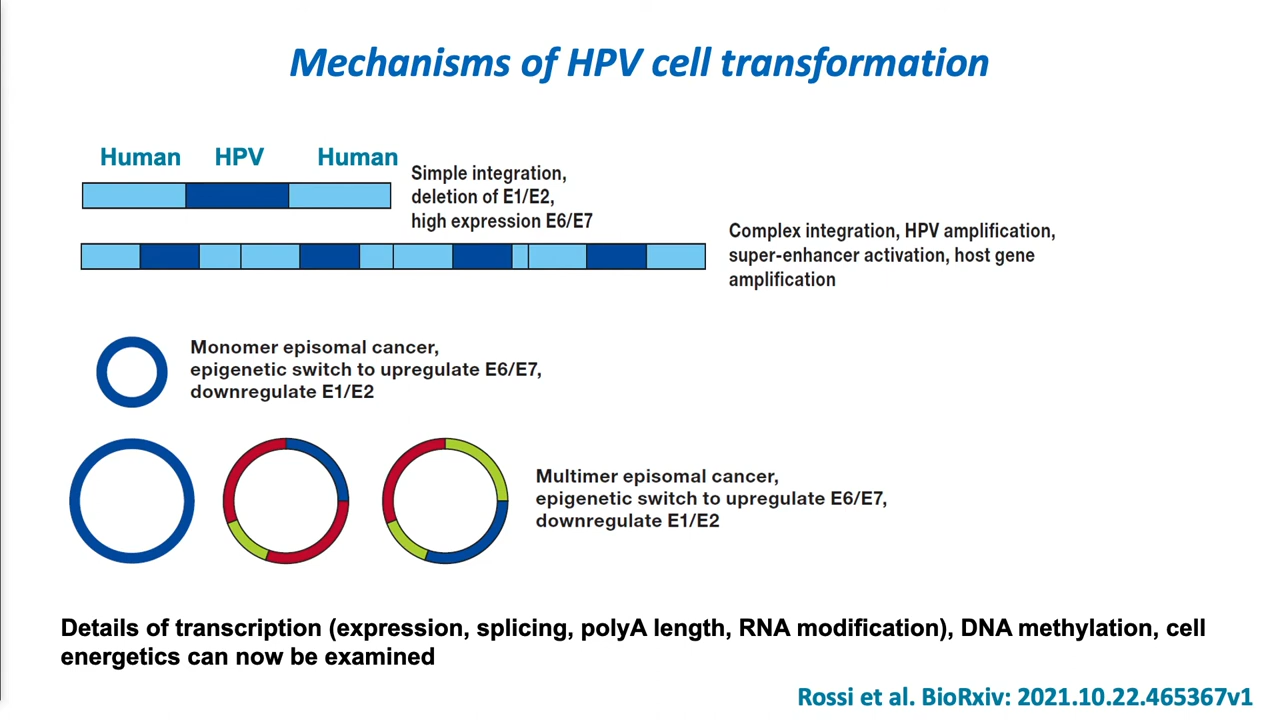 Mechanisms of HPV cell transformation
Human HPV Human
Simple integration,
deletion of E1/E2,
high expression E6/E7
Complex integration, HPV amplification,
super-enhancer activation, host gene
amplification
Monomer episomal cancer,
epigenetic switch to upregulate E6/E7,
downregulate E1/E2
Multimer episomal cancer,
epigenetic switch to upregulate E6/E7,
downregulate E1/E2
Details of transcription (expression, splicing, polyA length, RNA modification), DNA methylation, cell
energetics can now be examined
Rossi et al. BioRxiv: 2021.10.22.465367v1